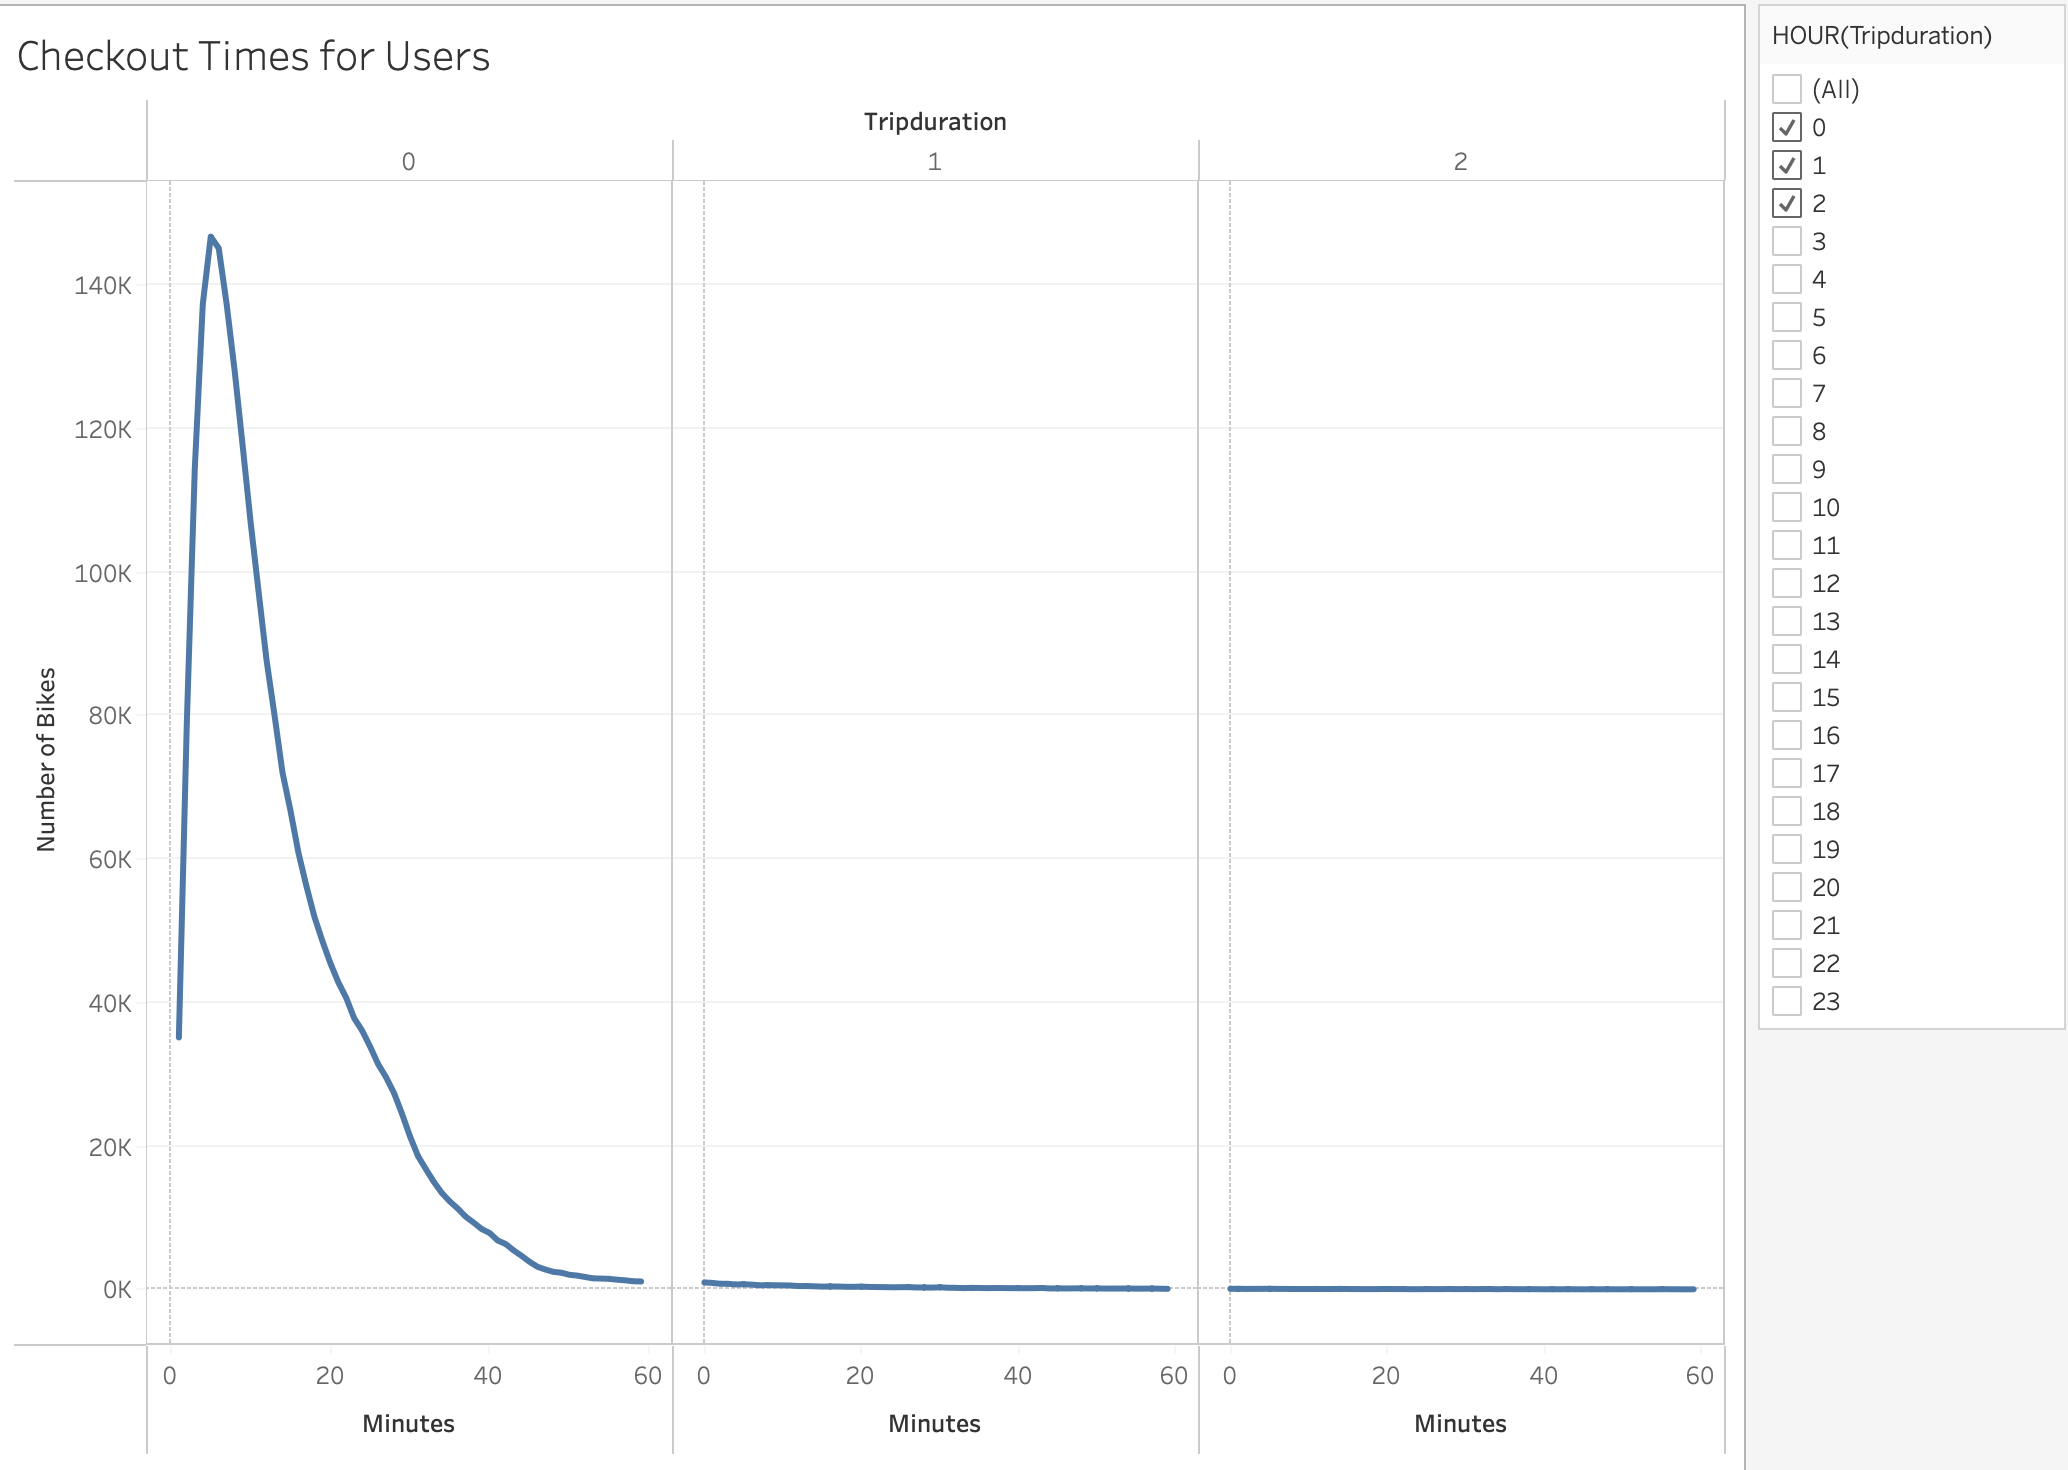 Checkout Times for Users
Tripduration
0 1 2
140K
120K
100K
80K
60K
40K
20K
0K
Number of Bikes
0 20 40 60 0 20 40 60 0 20 40 60
Minutes Minutes Minutes
HOUR(Tripduration)
(All)
0
1
2
3
4
5
6
7
8
9
10
11
12
13
14
15
16
17
18
19
20
21
22
23